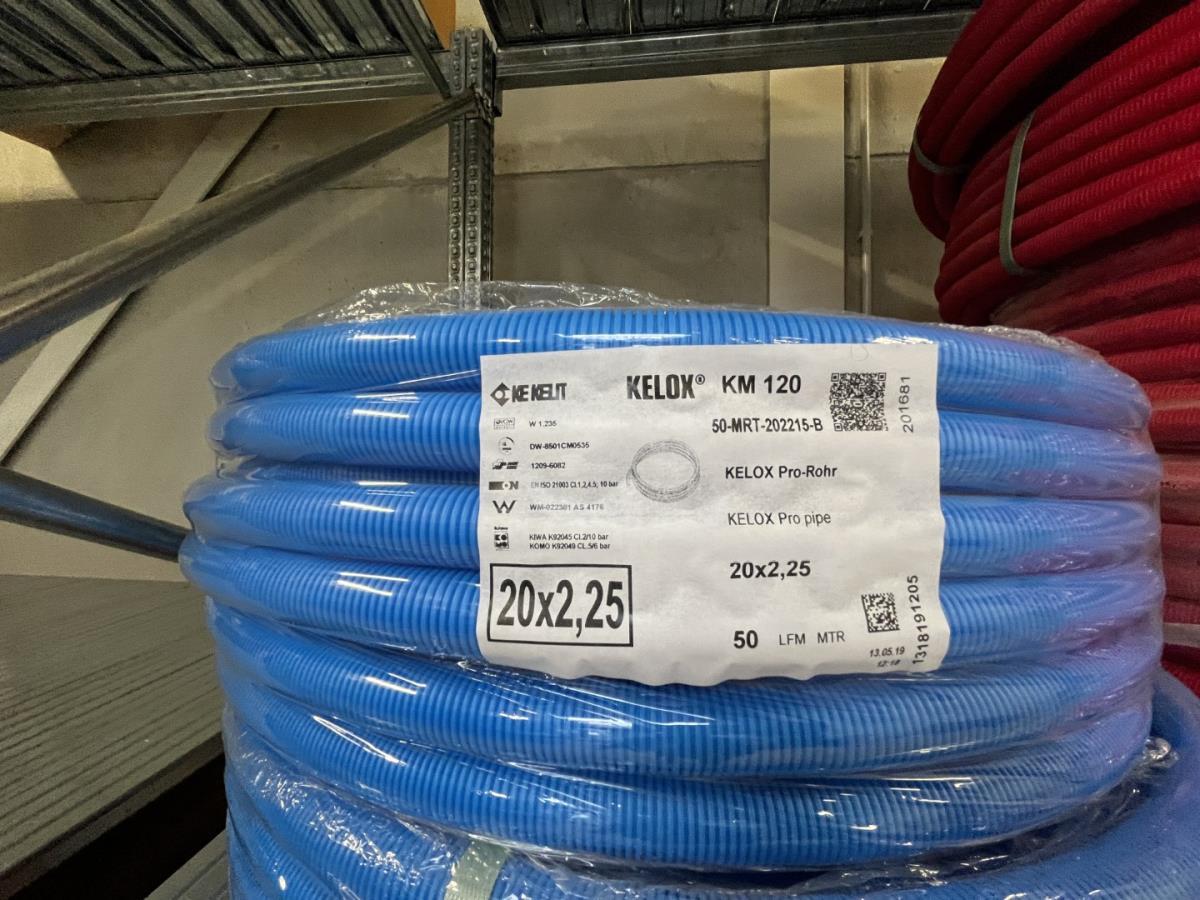 KE KELIT KELOX® KM 120
50-MRT-202215-B
201681
W 1.235
DW-8501CM0535
1209-6082
EN ISO 21003 Cl.1,2,4,5; 10 bar
WM-022381 AS 4176
KIWA K92045 Cl.2/10 bar
KOMO K92049 CL.5/6 bar
KELOX Pro-Rohr
KELOX Pro pipe
20x2,25
20x2,25
50 LFM MTR
13.05.19
12:18
1318191205